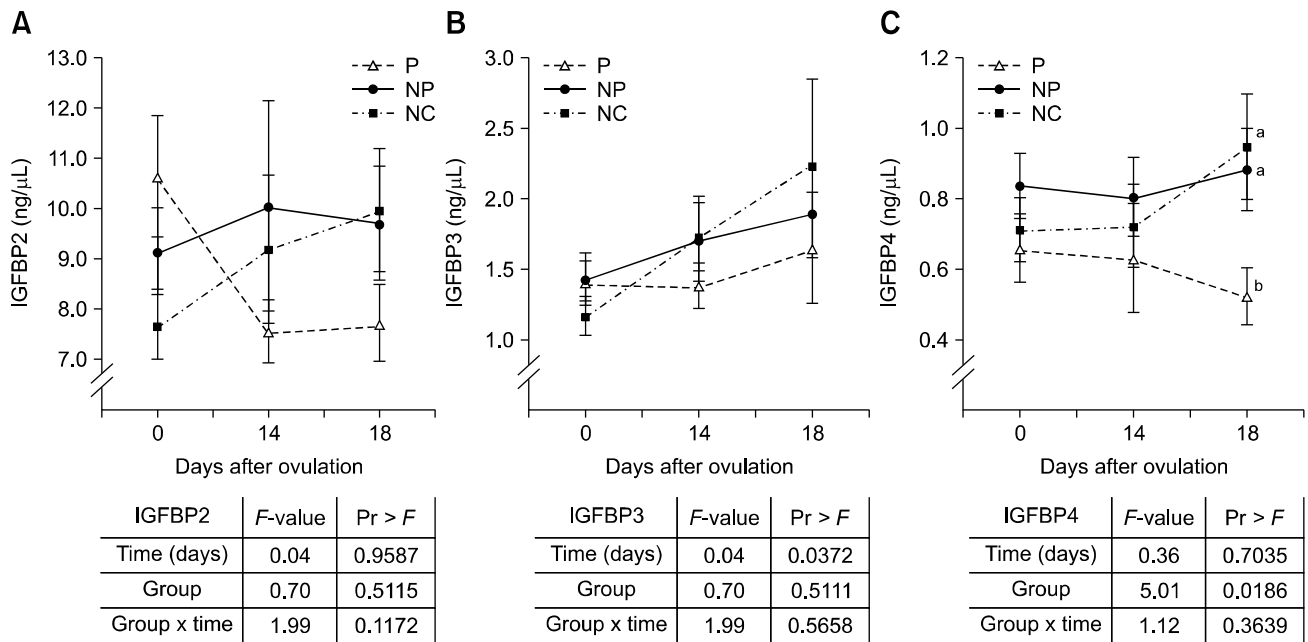 A
IGFBP2 (ng/μL)
13.0
12.0
11.0
10.0
9.0
8.0
7.0
P
NP
NC
0
14
18
Days after ovulation
IGFBP2 F-value Pr > F
Time (days) 0.04 0.9587
Group 0.70 0.5115
Group x time 1.99 0.1172
B
IGFBP3 (ng/μL)
3.0
2.5
2.0
1.5
1.0
P
NP
NC
0
14
18
Days after ovulation
IGFBP3 F-value Pr > F
Time (days) 0.04 0.0372
Group 0.70 0.5111
Group x time 1.99 0.5658
C
IGFBP4 (ng/μL)
1.2
1.0
0.8
0.6
0.4
P
NP
NC
a
a
b
0
14
18
Days after ovulation
IGFBP4 F-value Pr > F
Time (days) 0.36 0.7035
Group 5.01 0.0186
Group x time 1.12 0.3639